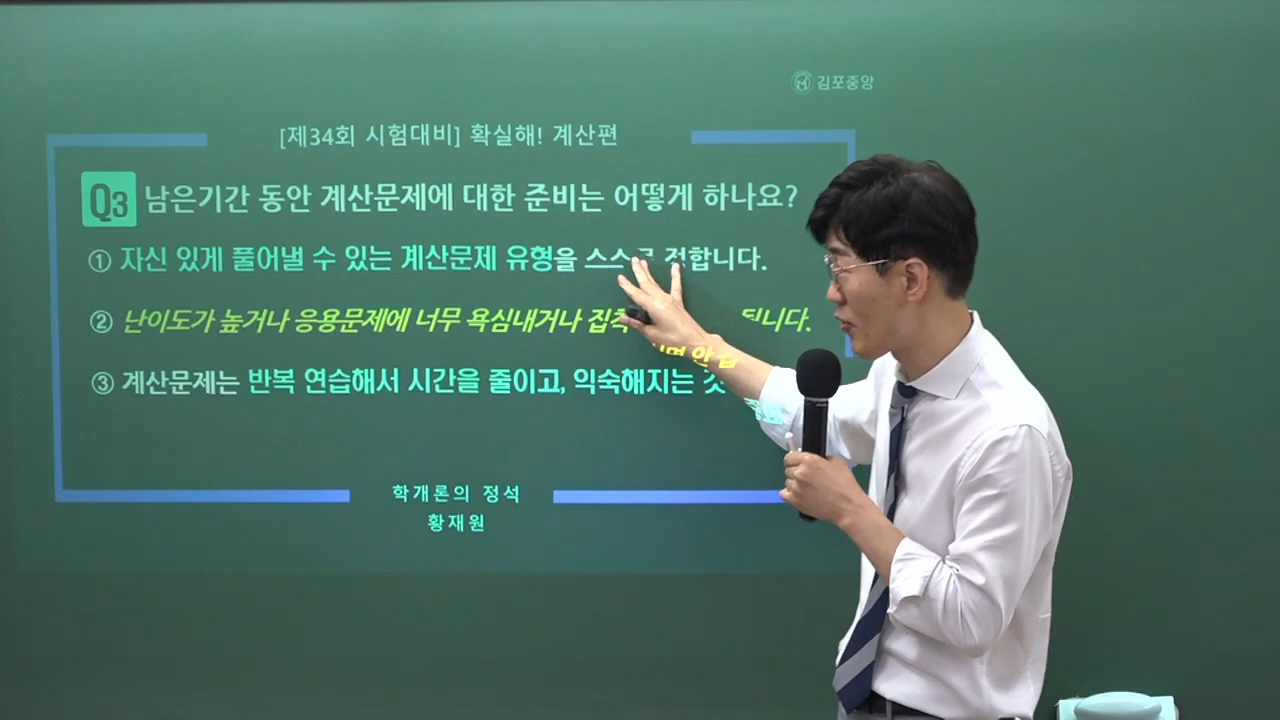 김포중앙
[제34회 시험대비] 확실해! 계산편
Q3 남은기간 동안 계산문제에 대한 준비는 어떻게 하나요?
① 자신 있게 풀어낼 수 있는 계산문제 유형을 정합니다.
② 난이도가 높거나 응용문제에 너무 욕심내거나 됩니다.
③ 계산문제는 반복 연습해서 시간을 줄이고, 익숙해지는 것
학개론의 정석
황재원